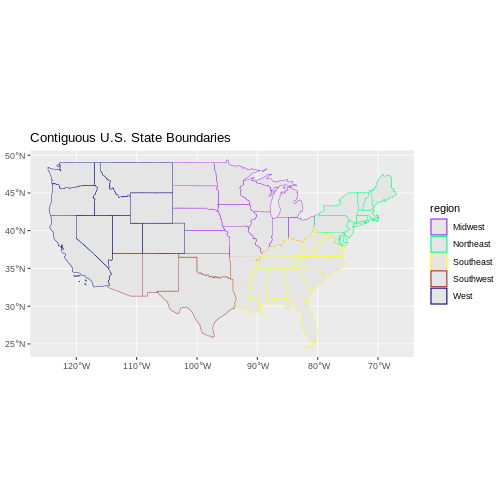 Contiguous U.S. State Boundaries
50°N
45°N
40°N
35°N
30°N
25°N
120°W
110°W
100°W
90°W
80°W
70°W
region
Midwest
Northeast
Southeast
Southwest
West